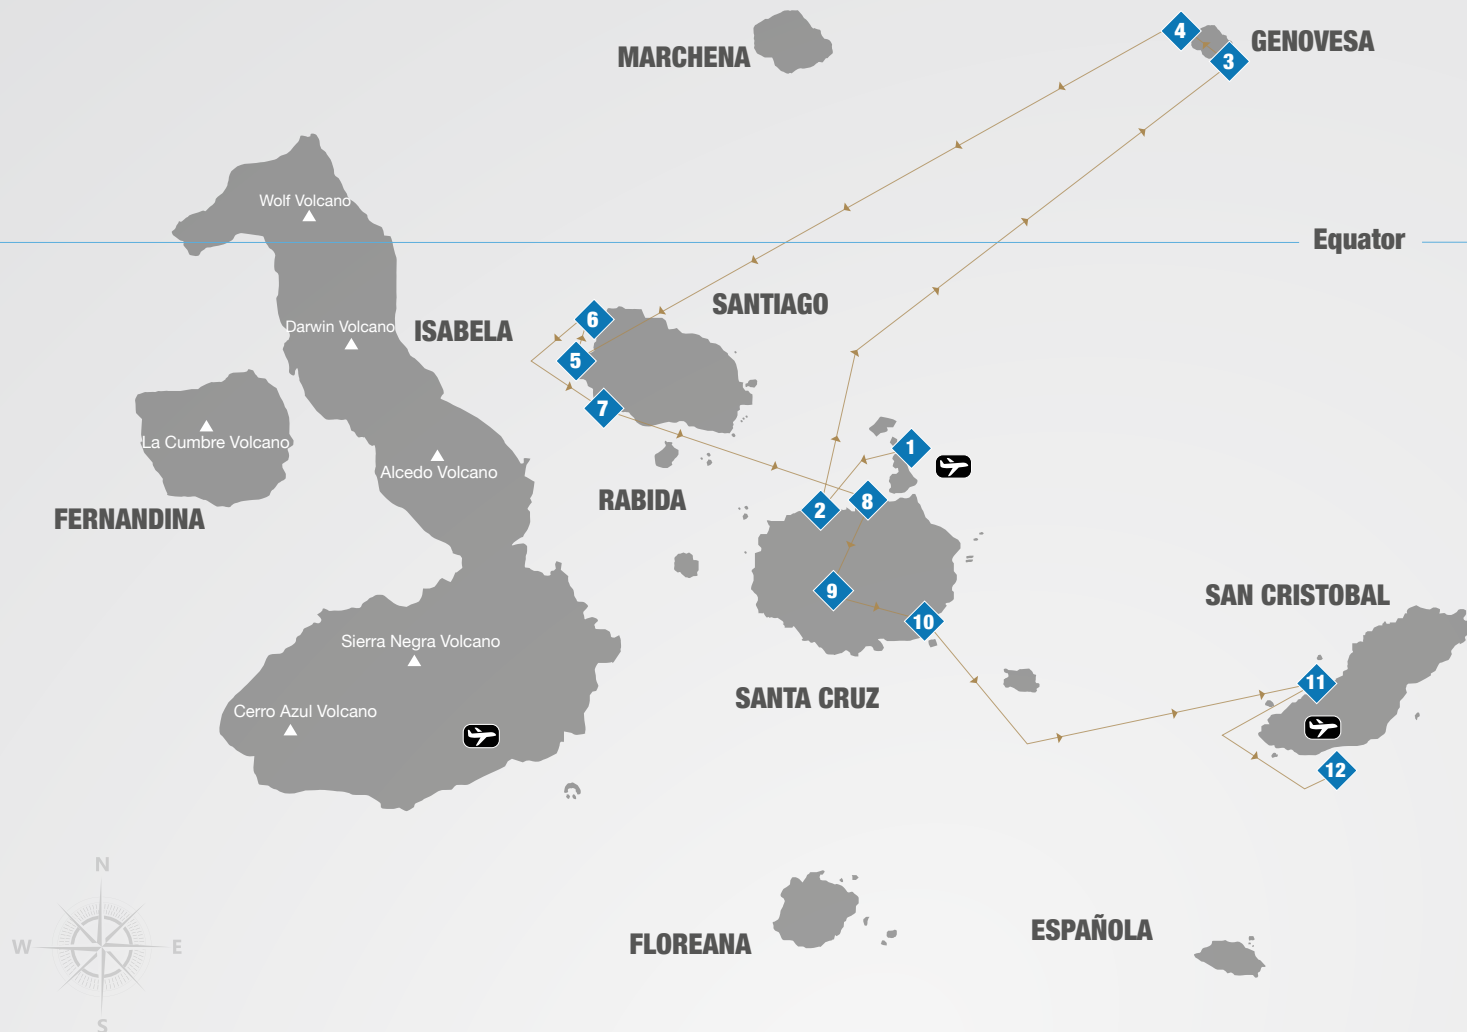 MARCHENA
4
GENOVESA
3
Wolf Volcano
Equator
SANTIAGO
6
Darwin Volcano
ISABELA
5
7
La Cumbre Volcano
1
Alcedo Volcano
RABIDA
2
8
FERNANDINA
9
SAN CRISTOBAL
10
Sierra Negra Volcano
11
SANTA CRUZ
Cerro Azul Volcano
12
N
W
E
S
FLOREANA
ESPAÑOLA